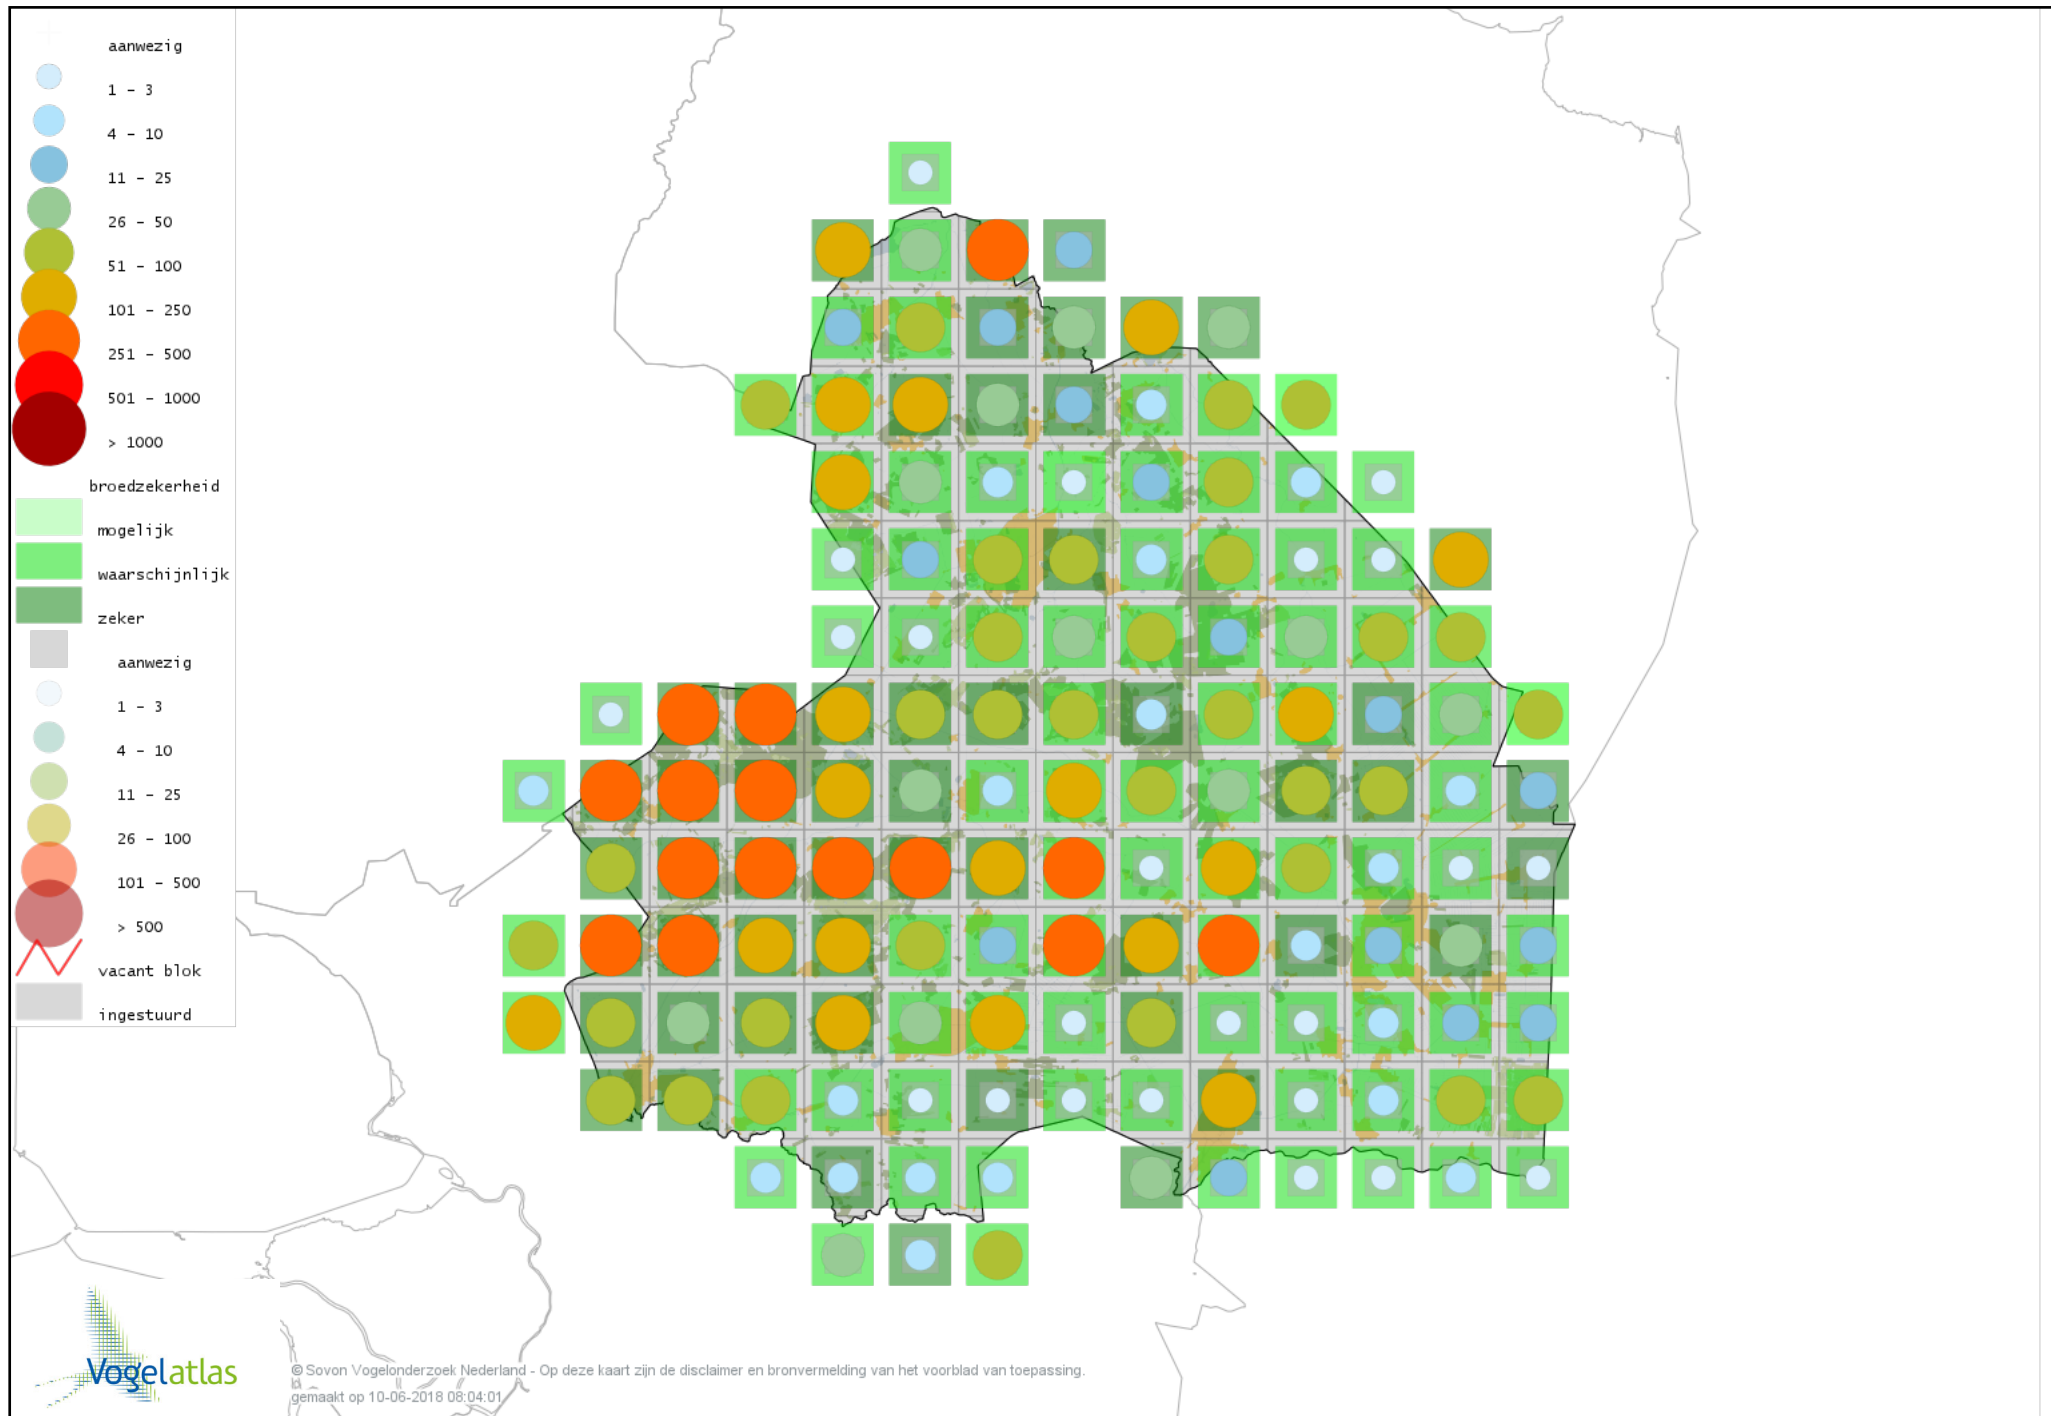 aanwezig
1 - 3
4 - 10
11 - 25
26 - 50
51 - 100
101 - 250
251 - 500
501 - 1000
> 1000
broedzekerheid
mogelijk
waarschijnlijk
zeker
aanwezig
1 - 3
4 - 10
11 - 25
26 - 100
101 - 500
> 500
vacant blok
ingestuurd
Vogelatlas
© Sovon Vogelonderzoek Nederland - Op deze kaart zijn de disclaimer en bronvermelding van het voorblad van toepassing.
gemaakt op 10-06-2018 08:04:01